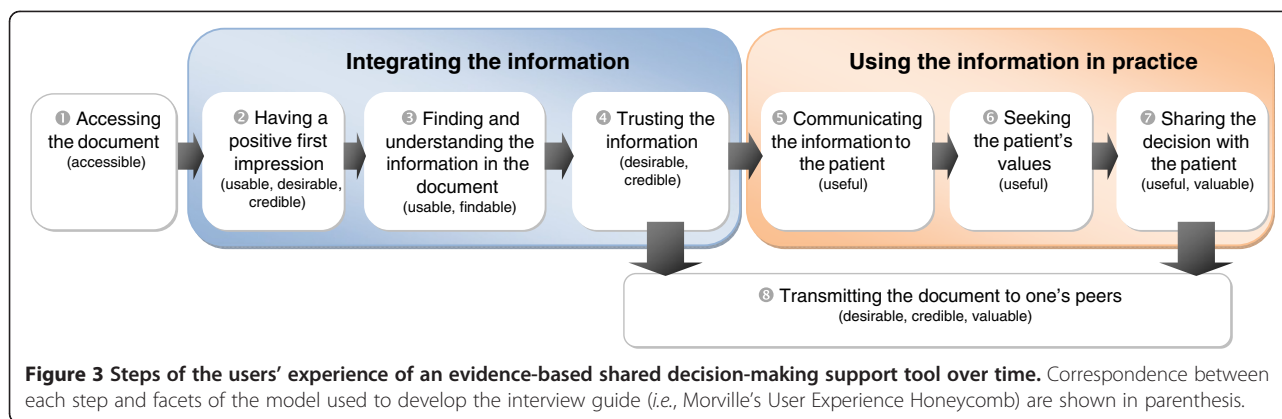 Integrating the information
Using the information in practice
❶ Accessing
the document
(accessible)
❷ Having a
positive first
impression
(usable, desirable,
credible)
❸ Finding and
understanding the
information in the
document
(usable, findable)
❹ Trusting the
information
(desirable,
credible)
❺ Communicating
the information to
the patient
(useful)
❻ Seeking
the patient's
values
(useful)
❼ Sharing the
decision with
the patient
(useful, valuable)
❽ Transmitting the document to one's peers
(desirable, credible, valuable)
Figure 3 Steps of the users' experience of an evidence-based shared decision-making support tool over time. Correspondence between
each step and facets of the model used to develop the interview guide (i.e., Morville's User Experience Honeycomb) are shown in parenthesis.